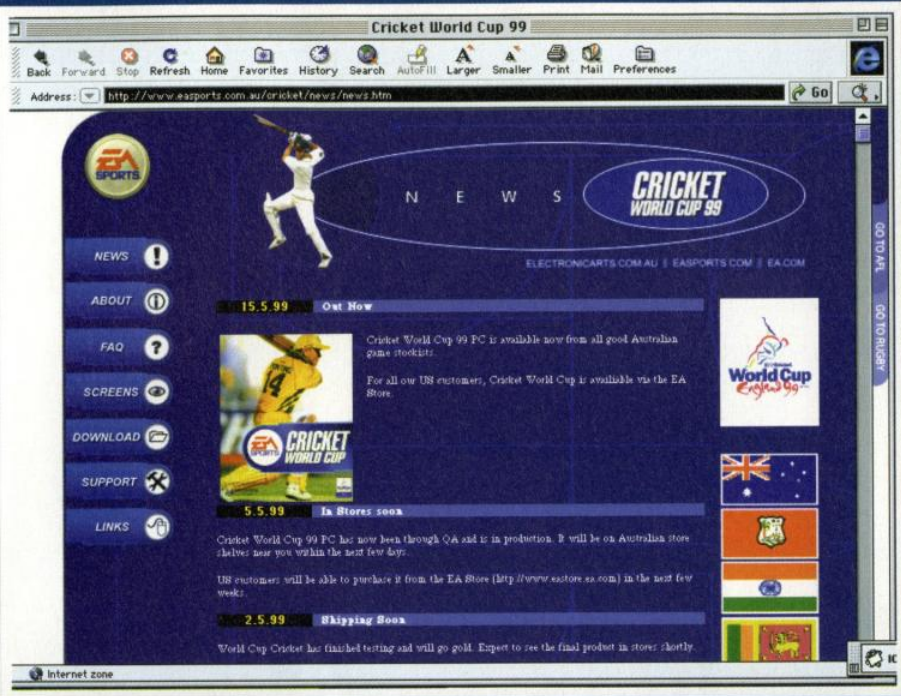 Cricket World Cup 99
Back Forward Stop Refresh Home Favorites History Search AutoFill Larger Smaller Print Mail Preferences
Address: http://www.easports.com.au/cricket/news/news.htm Go
EA
SPORTS
NEWS
CRICKET
WORLD CUP 99
ELECTRONICARTS.COM.AU || EASPORTS.COM || EA.COM
GO TO AFL
GO TO RUGBY
NEWS
ABOUT
FAQ
SCREENS
DOWNLOAD
SUPPORT
LINKS
15.5.99 Out Now
Cricket World Cup 99 PC is available now from all good Australian
game stockists.
For all our US customers, Cricket World Cup is availiable via the EA
Store.
14
EA
SPORTS
CRICKET
WORLD CUP
World Cup
England 99
5.5.99 In Stores soon
Cricket World Cup 99 PC has now been through QA and is in production. It will be on Australian store
shelves near you within the next few days.
US customers will be able to purchase it from the EA Store (http://www.eastore.ea.com) in the next few
weeks.
2.5.99 Shipping Soon
World Cup Cricket has finished testing and will go gold. Expect to see the final product in stores shortly.
Internet zone
IC